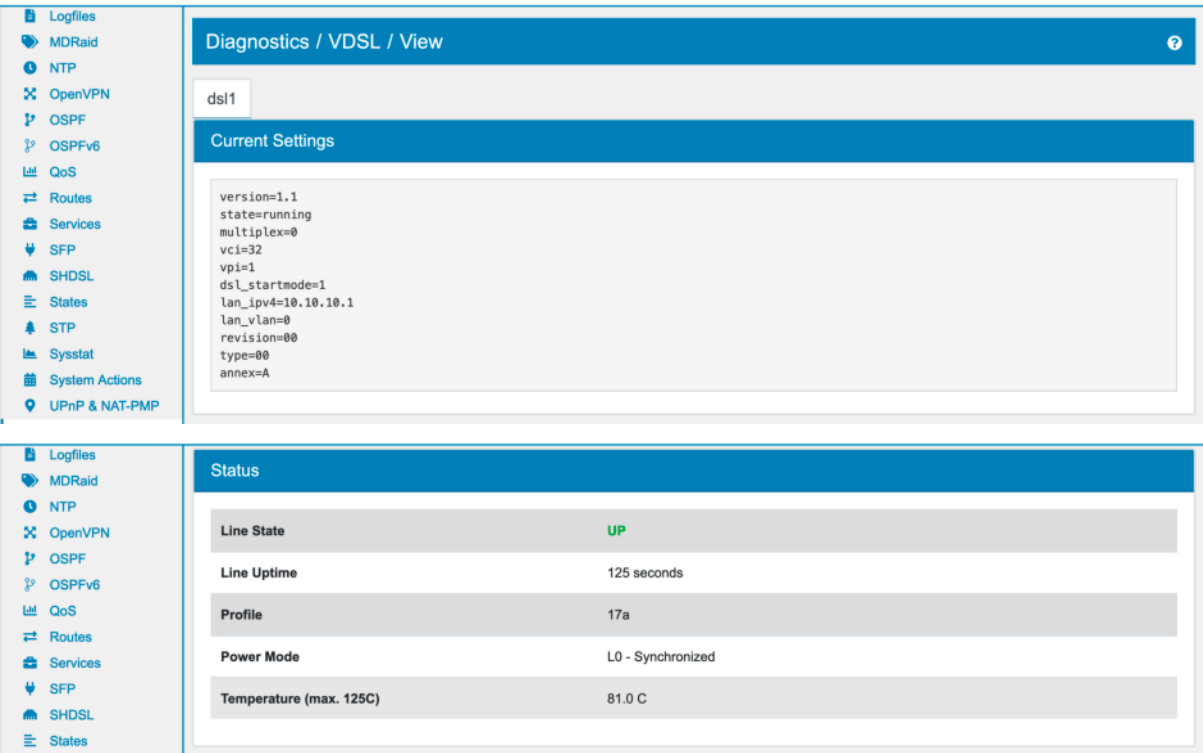 Logfiles
MDRaid
NTP
OpenVPN
OSPF
OSPFv6
QoS
Routes
Services
SFP
SHDSL
States
STP
Sysstat
System Actions
UPnP & NAT-PMP
Diagnostics / VDSL / View
dsl1
Current Settings
version=1.1
state=running
multiplex=0
vci=32
vpi=1
dsl_startmode=1
lan_ipv4=10.10.10.1
lan_vlan=0
revision=00
type=00
annex=A
Logfiles
MDRaid
NTP
OpenVPN
OSPF
OSPFv6
QoS
Routes
Services
SFP
SHDSL
States
Status
Line State UP
Line Uptime 125 seconds
Profile 17a
Power Mode L0 - Synchronized
Temperature (max. 125C) 81.0 C